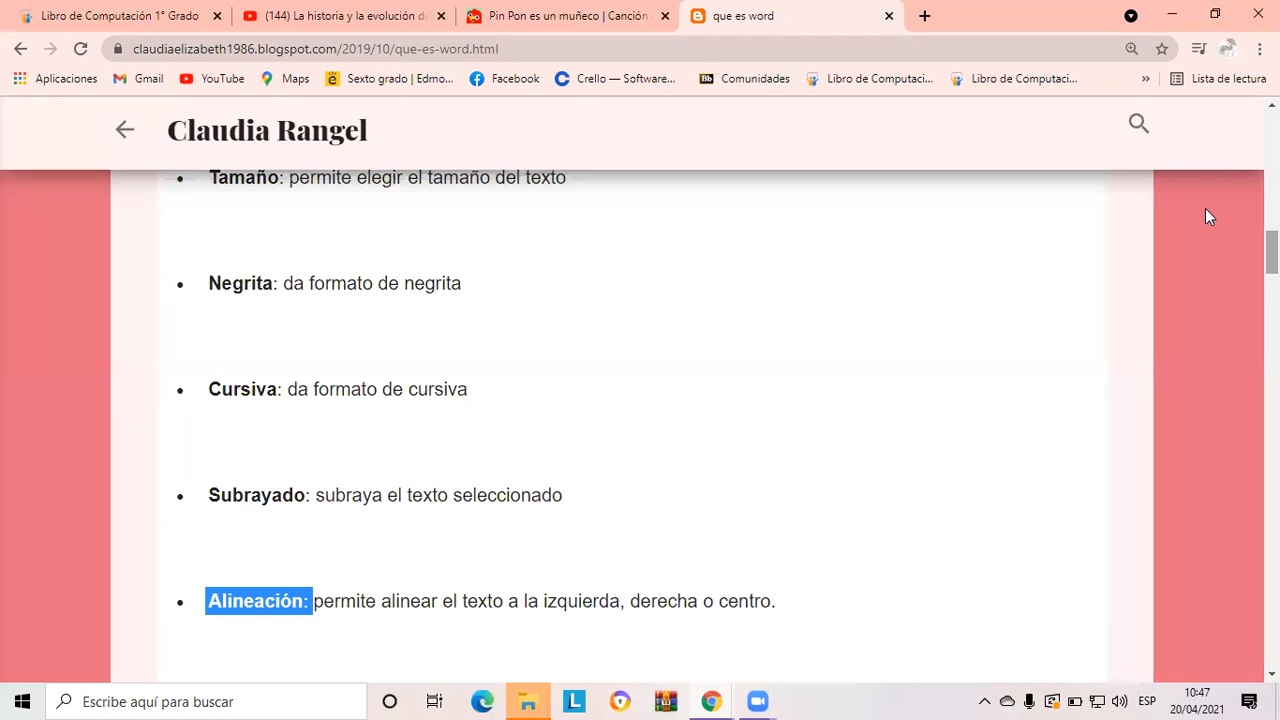 Libro de Computación 1° Grado
(144) La historia y la evolución d
Pin Pon es un muñeco | Canción
que es word
claudiaelizabeth1986.blogspot.com/2019/10/que-es-word.html
Aplicaciones
Gmail
YouTube
Maps
Sexto grado | Edmo...
Facebook
Crello — Software...
Bb
Comunidades
Libro de Computaci...
Libro de Computaci...
»
Lista de lectura
Claudia Rangel
• Tamaño: permite elegir el tamaño del texto
• Negrita: da formato de negrita
• Cursiva: da formato de cursiva
• Subrayado: subraya el texto seleccionado
• Alineación: permite alinear el texto a la izquierda, derecha o centro.
Escribe aquí para buscar
L
ESP
10:47
20/04/2021